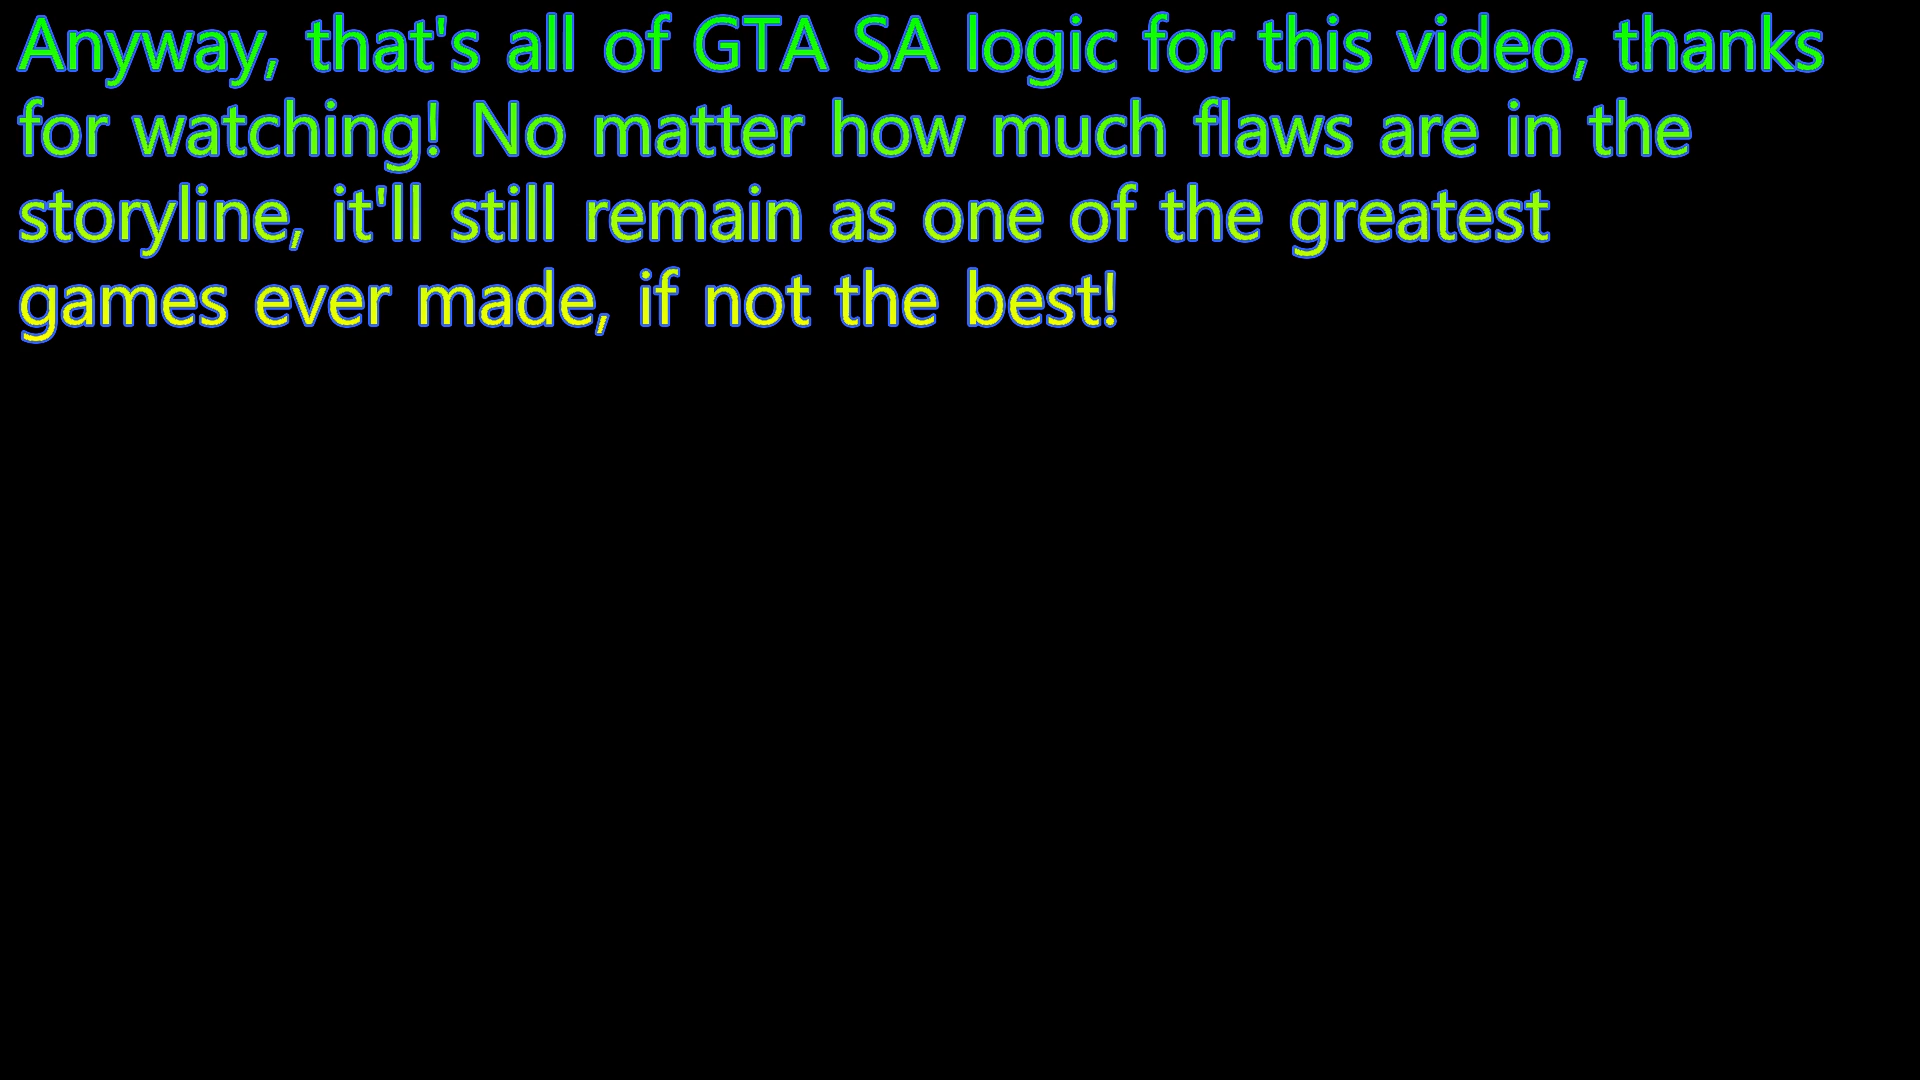 Anyway, that's all of GTA SA logic for this video, thanks
for watching! No matter how much flaws are in the
storyline, it'll still remain as one of the greatest
games ever made, if not the best!